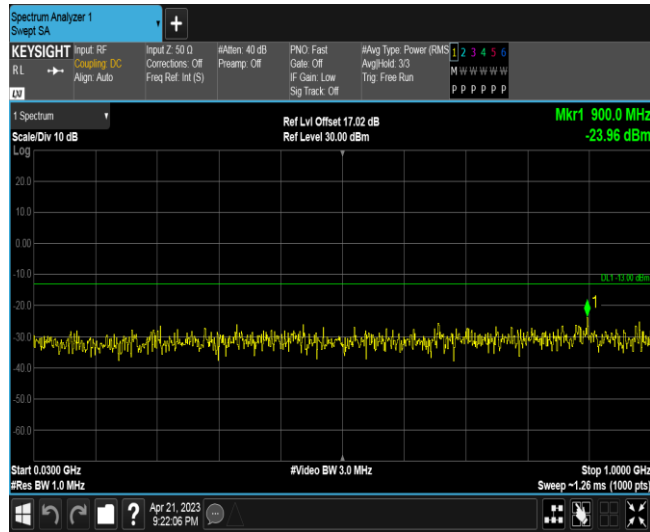 Spectrum Analyzer 1
Swept SA
+
KEYSIGHT Input: RF Input Z: 50 Ω #Atten: 40 dB PNO: Fast #Avg Type: Power (RMS 1 2 3 4 5 6
RL Coupling: DC Corrections: Off Preamp: Off Gate: Off Avg|Hold: 3/3 M W W W W W
Align: Auto Freq Ref: Int (S) IF Gain: Low Trig: Free Run
Sig Track: Off P P P P P P
LXI
1 Spectrum Ref Lvl Offset 17.02 dB Mkr1 900.0 MHz
Scale/Div 10 dB Ref Level 30.00 dBm -23.96 dBm
Log
20.0
10.0
0.00
-10.0
DL1 -13.00 dBm
1
-20.0
-30.0
-40.0
-50.0
-60.0
Start 0.0300 GHz #Video BW 3.0 MHz Stop 1.0000 GHz
#Res BW 1.0 MHz Sweep ~1.26 ms (1000 pts)
? Apr 21, 2023
9:22:06 PM